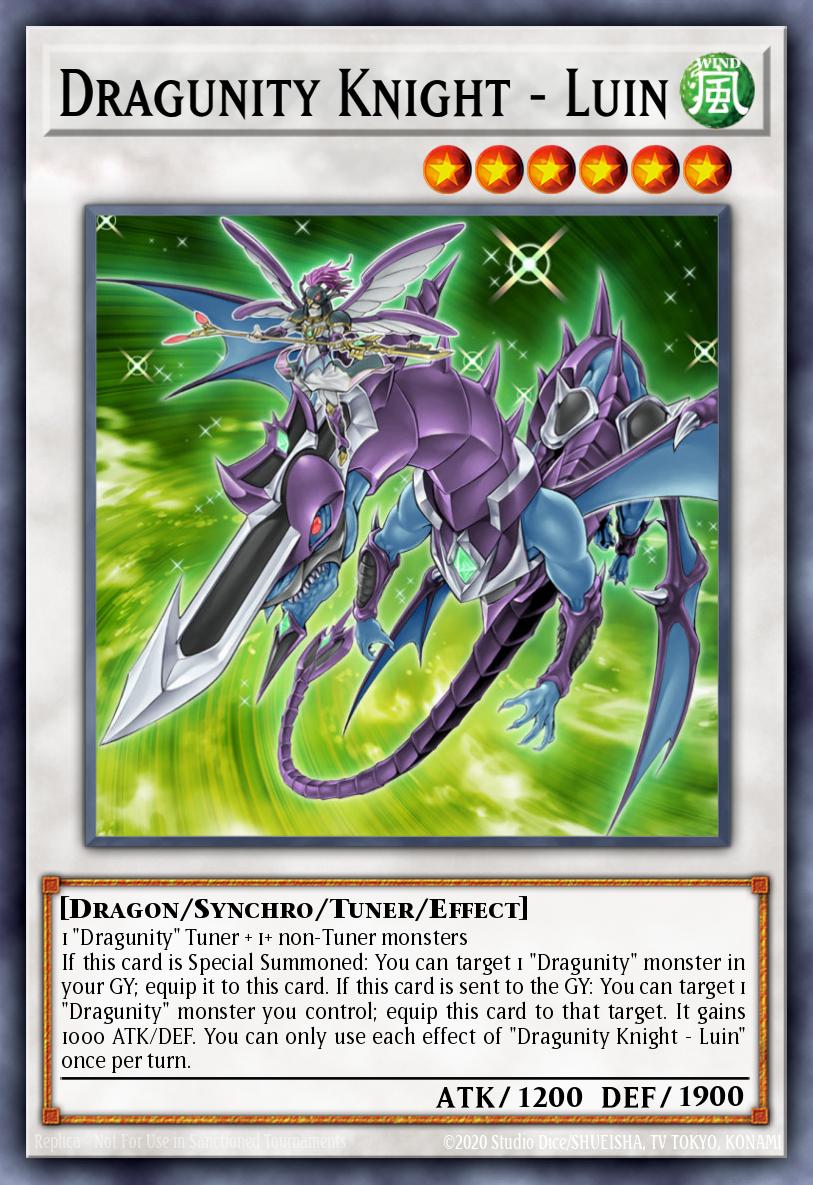 Dragunity Knight - Luin
WIND
風
[Dragon/Synchro/Tuner/Effect]
1 "Dragunity" Tuner + 1+ non-Tuner monsters
If this card is Special Summoned: You can target 1 "Dragunity" monster in
your GY; equip it to this card. If this card is sent to the GY: You can target 1
"Dragunity" monster you control; equip this card to that target. It gains
1000 ATK/DEF. You can only use each effect of "Dragunity Knight - Luin"
once per turn.
ATK/ 1200 DEF/ 1900
Replica - Not For Use in Sanctioned Tournaments
©2020 Studio Dice/SHUEISHA, TV TOKYO, KONAMI